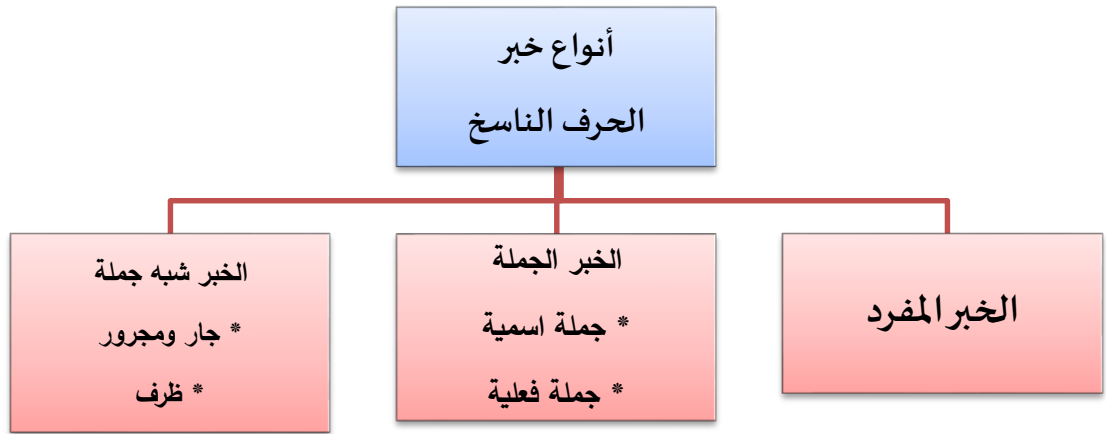 أنواع خبر
الحرف الناسخ
الخبر المفرد
الخبر الجملة
* جملة اسمية
* جملة فعلية
الخبر شبه جملة
* جار ومجرور
* ظرف